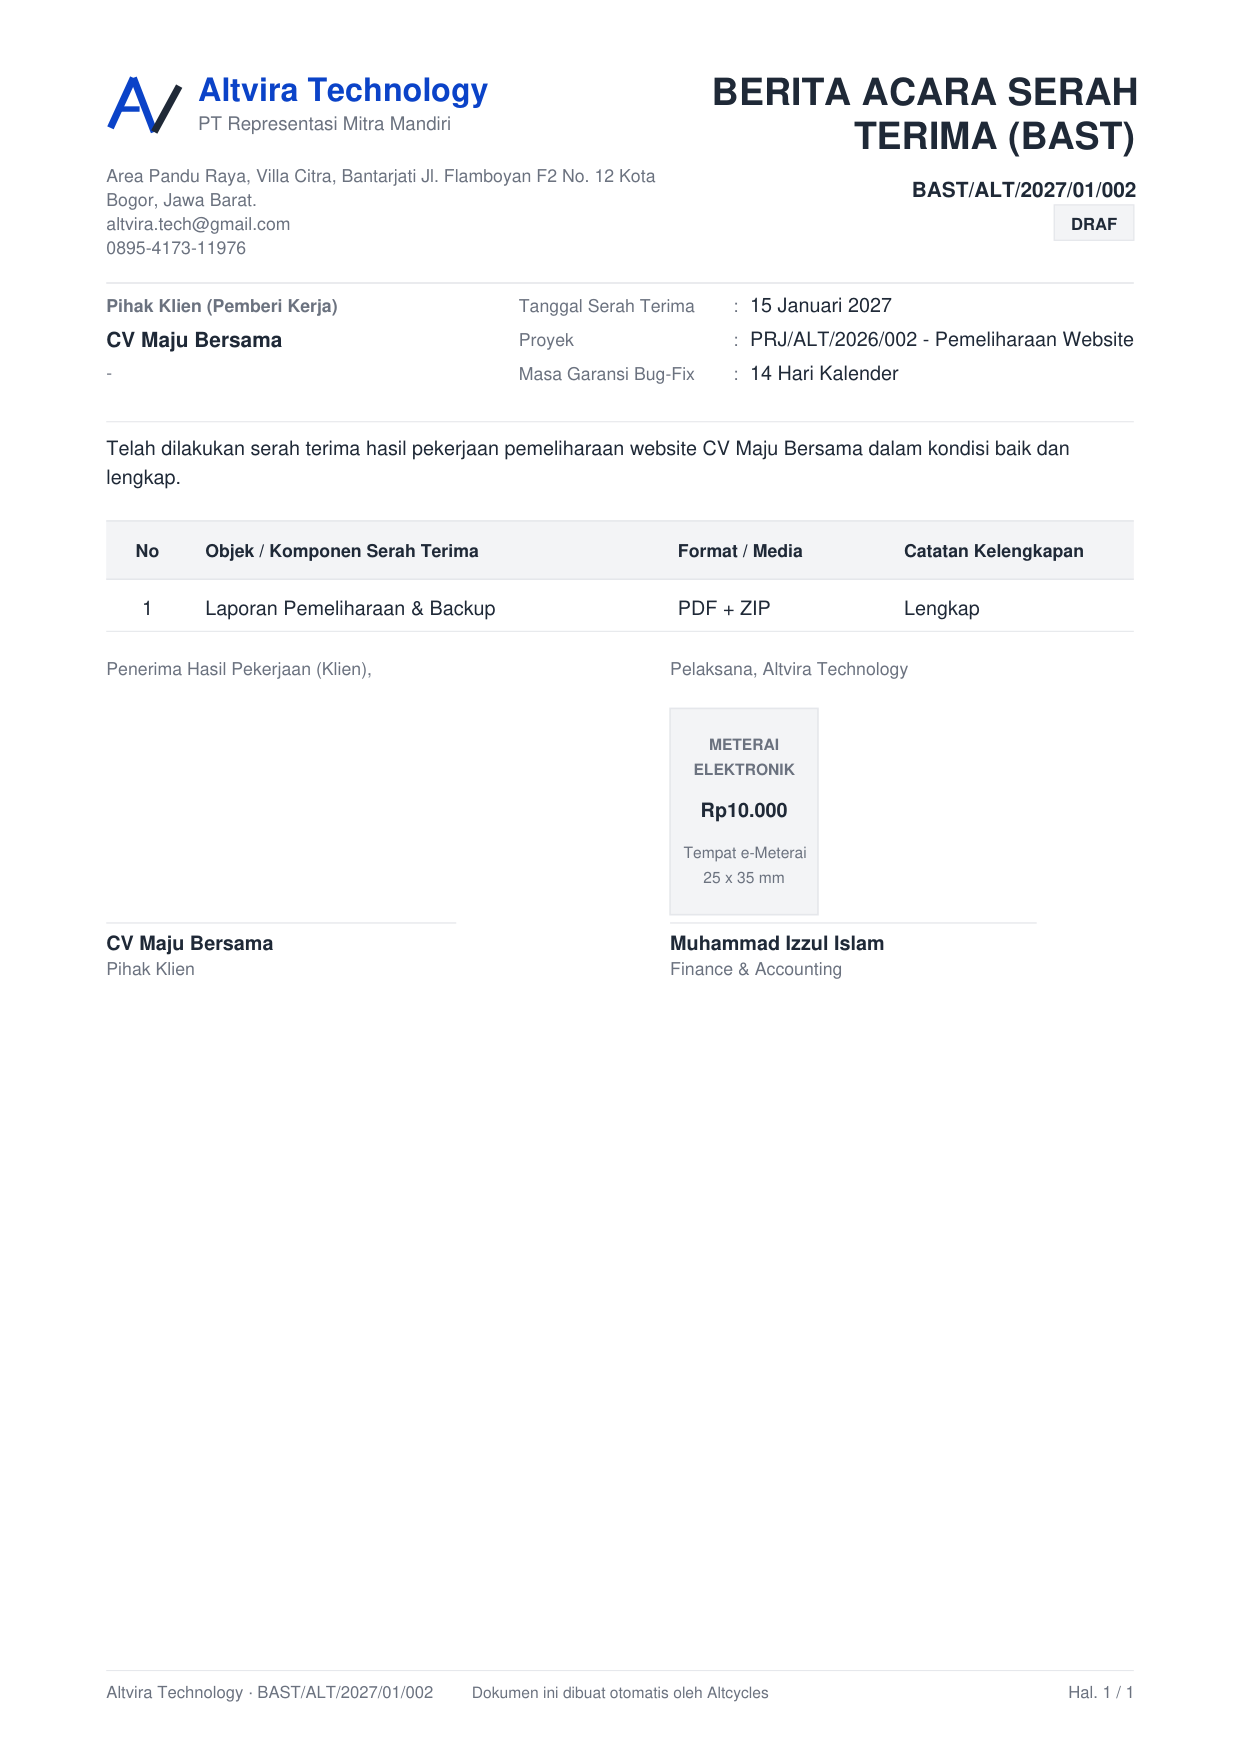 Altvira Technology
PT Representasi Mitra Mandiri
Area Pandu Raya, Villa Citra, Bantarjati Jl. Flamboyan F2 No. 12 Kota
Bogor, Jawa Barat.
altvira.tech@gmail.com
0895-4173-11976
BERITA ACARA SERAH
TERIMA (BAST)
BAST/ALT/2027/01/002
DRAF
Pihak Klien (Pemberi Kerja)
CV Maju Bersama
-
Tanggal Serah Terima : 15 Januari 2027
Proyek : PRJ/ALT/2026/002 - Pemeliharaan Website
Masa Garansi Bug-Fix : 14 Hari Kalender
Telah dilakukan serah terima hasil pekerjaan pemeliharaan website CV Maju Bersama dalam kondisi baik dan
lengkap.
No Objek / Komponen Serah Terima Format / Media Catatan Kelengkapan
1 Laporan Pemeliharaan & Backup PDF + ZIP Lengkap
Penerima Hasil Pekerjaan (Klien),
CV Maju Bersama
Pihak Klien
Pelaksana, Altvira Technology
METERAI
ELEKTRONIK
Rp10.000
Tempat e-Meterai
25 x 35 mm
Muhammad Izzul Islam
Finance & Accounting
Altvira Technology · BAST/ALT/2027/01/002 Dokumen ini dibuat otomatis oleh Altcycles Hal. 1 / 1